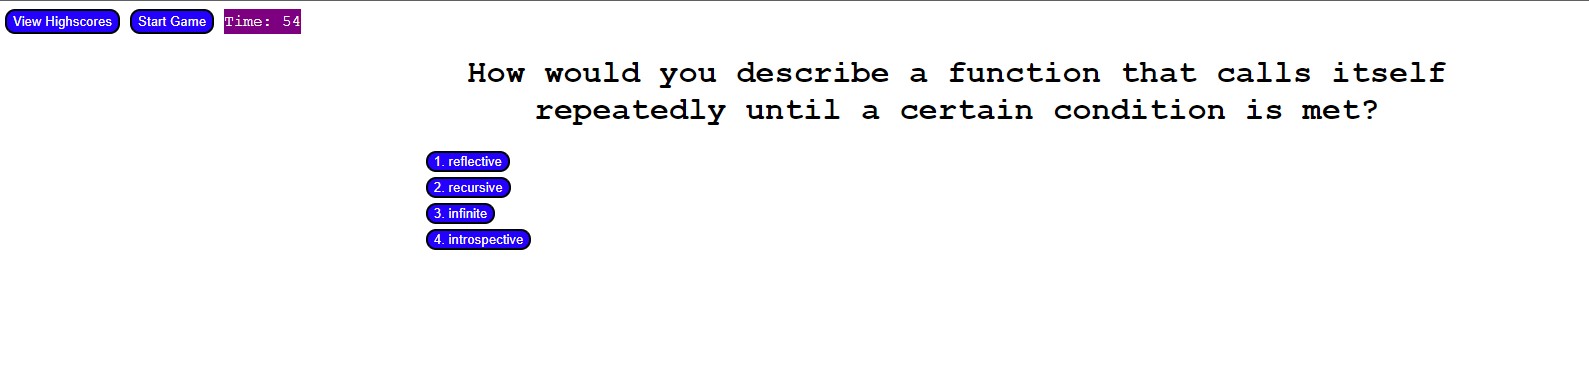 View Highscores Start Game Time: 54
How would you describe a function that calls itself
repeatedly until a certain condition is met?
1. reflective
2. recursive
3. infinite
4. introspective